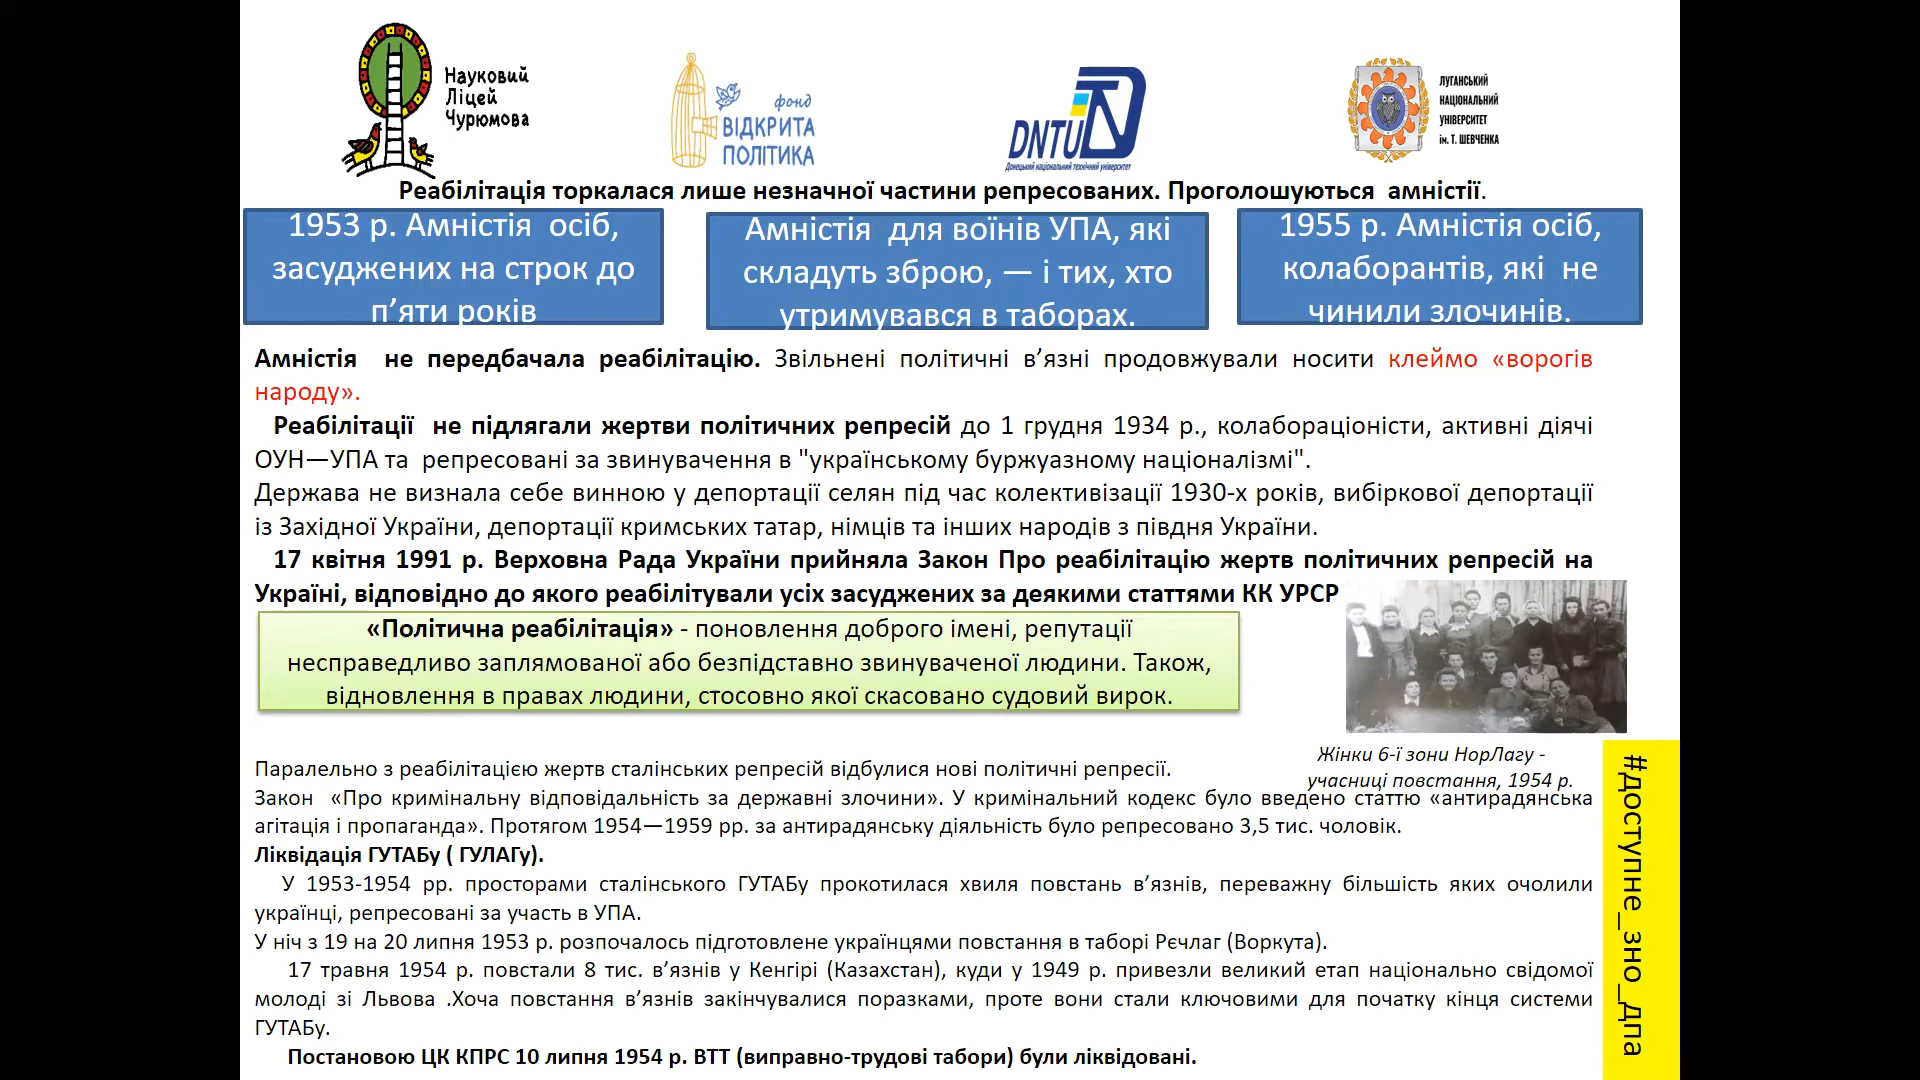 Науковий
Ліцей
Чурюмова
фонд
ВІДКРИТА
ПОЛІТИКА
DNTU
Донецький національний технічний університет
ЛУГАНСЬКИЙ
НАЦІОНАЛЬНИЙ
УНІВЕРСИТЕТ
ім. Т. ШЕВЧЕНКА
Реабілітація торкалася лише незначної частини репресованих. Проголошуються амністії.
1953 р. Амністія осіб,
засуджених на строк до
п’яти років
Амністія для воїнів УПА, які
складуть зброю, — і тих, хто
утримувався в таборах.
1955 р. Амністія осіб,
колаборантів, які не
чинили злочинів.
Амністія не передбачала реабілітацію. Звільнені політичні в’язні продовжували носити клеймо «ворогів
народу».
Реабілітації не підлягали жертви політичних репресій до 1 грудня 1934 р., колабораціоністи, активні діячі
ОУН—УПА та репресовані за звинувачення в "українському буржуазному націоналізмі".
Держава не визнала себе винною у депортації селян під час колективізації 1930-х років, вибіркової депортації
із Західної України, депортації кримських татар, німців та інших народів з півдня України.
17 квітня 1991 р. Верховна Рада України прийняла Закон Про реабілітацію жертв політичних репресій на
Україні, відповідно до якого реабілітували усіх засуджених за деякими статтями КК УРСР
«Політична реабілітація» - поновлення доброго імені, репутації
несправедливо заплямованої або безпідставно звинуваченої людини. Також,
відновлення в правах людини, стосовно якої скасовано судовий вирок.
Жінки 6-ї зони НорЛагу -
учасниці повстання, 1954 р.
Паралельно з реабілітацією жертв сталінських репресій відбулися нові політичні репресії.
Закон «Про кримінальну відповідальність за державні злочини». У кримінальний кодекс було введено статтю «антирадянська
агітація і пропаганда». Протягом 1954—1959 рр. за антирадянську діяльність було репресовано 3,5 тис. чоловік.
Ліквідація ГУТАБу ( ГУЛАГу).
У 1953-1954 рр. просторами сталінського ГУТАБу прокотилася хвиля повстань в’язнів, переважну більшість яких очолили
українці, репресовані за участь в УПА.
У ніч з 19 на 20 липня 1953 р. розпочалось підготовлене українцями повстання в таборі Рєчлаг (Воркута).
17 травня 1954 р. повстали 8 тис. в’язнів у Кенгірі (Казахстан), куди у 1949 р. привезли великий етап національно свідомої
молоді зі Львова .Хоча повстання в’язнів закінчувалися поразками, проте вони стали ключовими для початку кінця системи
ГУТАБу.
Постановою ЦК КПРС 10 липня 1954 р. ВТТ (виправно-трудові табори) були ліквідовані.
#доступне_зно_дпа